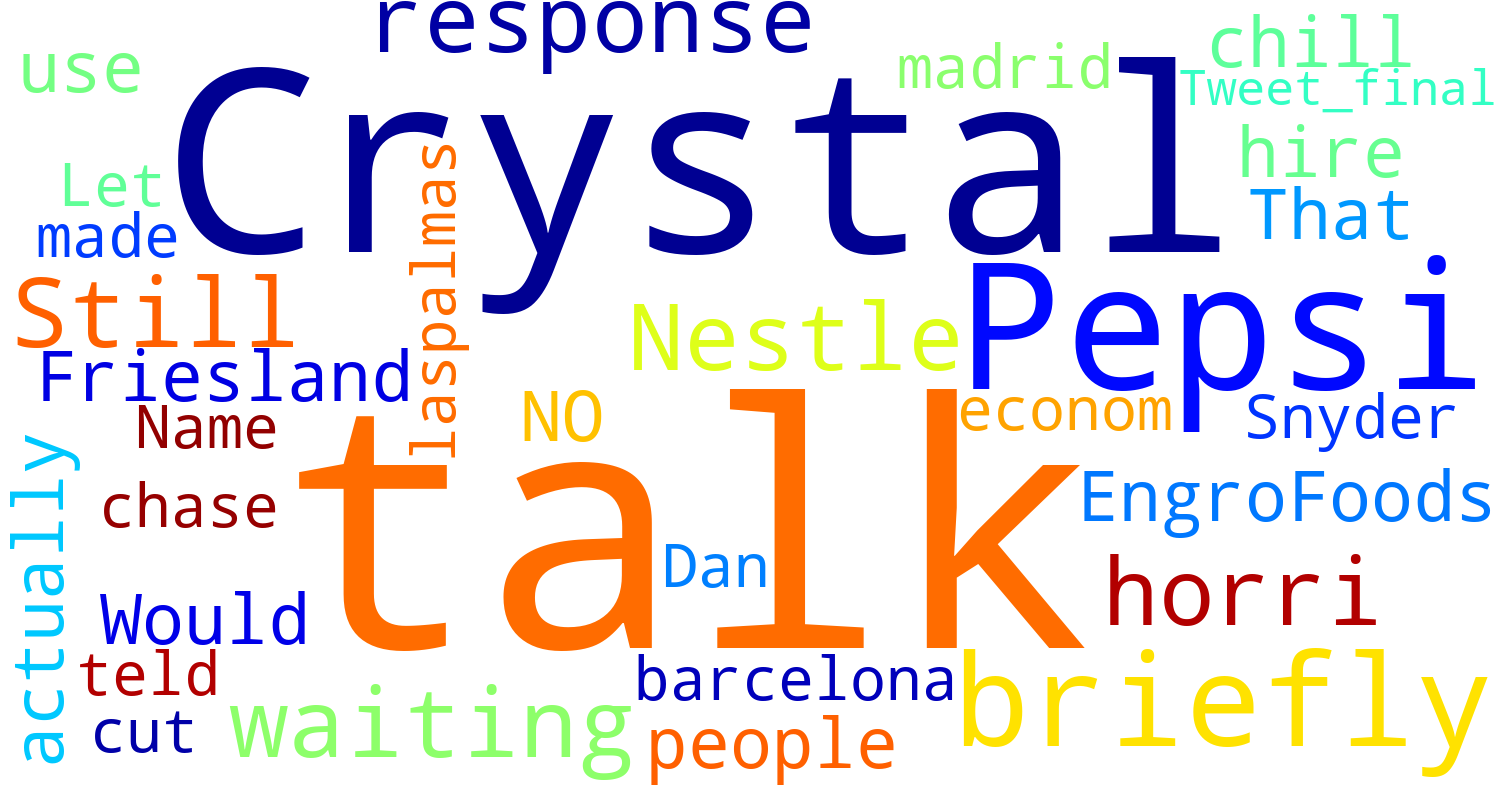 response
use
Crystal
madrid
chill
Tweet_final
hire
Let
made
That
laspalmas
Still
Nestle
Pepsi
Friesland
Name
NO
econom
Snyder
talk
actually
chase
EngroFoods
Dan
horri
Would
teld
barcelona
briefly
cut
waiting
people